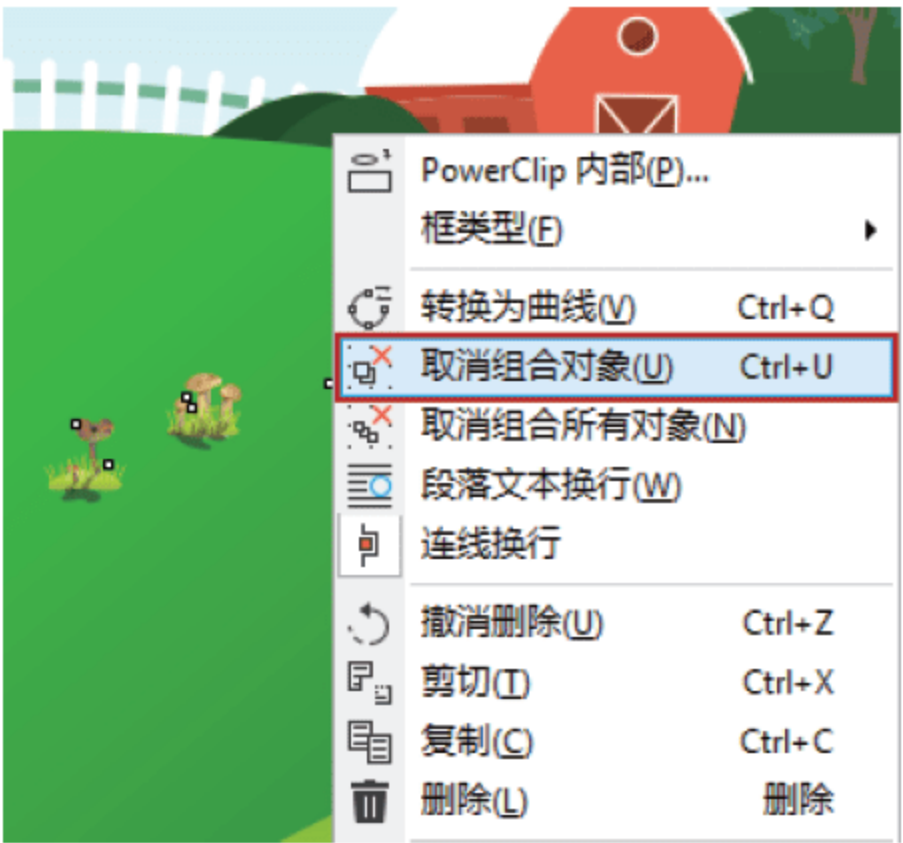 PowerClip 内部(P)...
框类型(F)
转换为曲线(V) Ctrl+Q
取消组合对象(U) Ctrl+U
取消组合所有对象(N)
段落文本换行(W)
连线换行
撤消删除(U) Ctrl+Z
剪切(T) Ctrl+X
复制(C) Ctrl+C
删除(L) 删除